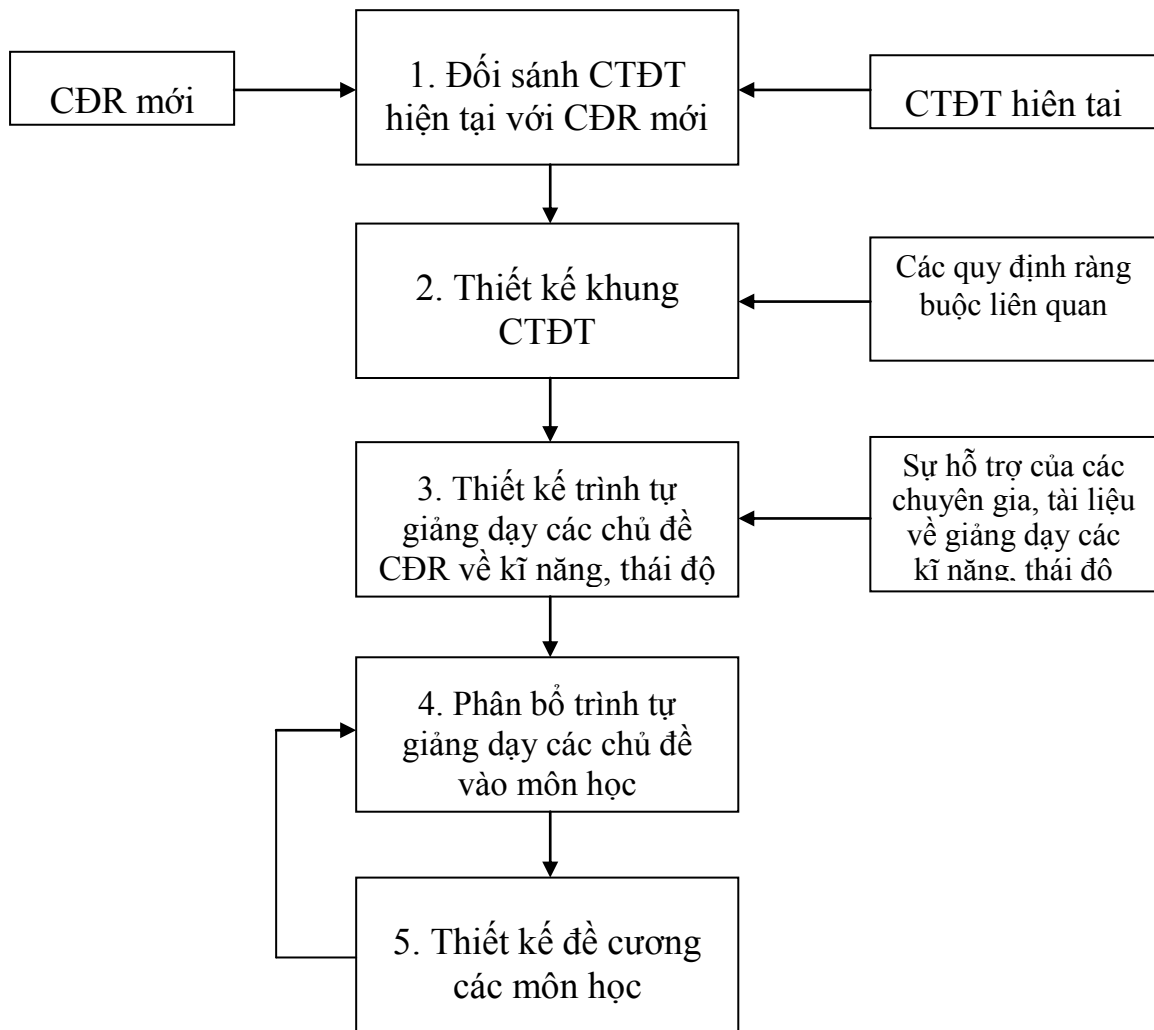 CĐR mới
1. Đối sánh CTĐT
hiện tại với CĐR mới
CTĐT hiên tai
2. Thiết kế khung
CTĐT
Các quy định ràng
buộc liên quan
3. Thiết kế trình tự
giảng dạy các chủ đề
CĐR về kĩ năng, thái độ
Sự hỗ trợ của các
chuyên gia, tài liệu
về giảng dạy các
kĩ năng, thái độ
4. Phân bổ trình tự
giảng dạy các chủ đề
vào môn học
5. Thiết kế đề cương
các môn học